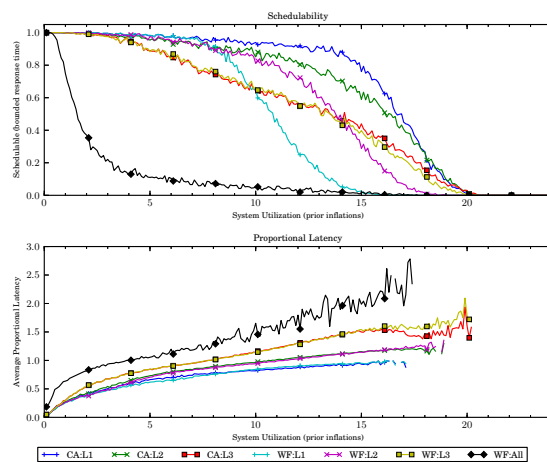 Schedulability
Schedulable (bounded response time)
1.0
0.8
0.6
0.4
0.2
0.0
0 5 10 15 20
System Utilization (prior inflations)
Proportional Latency
Average Proportional Latency
3.0
2.5
2.0
1.5
1.0
0.5
0.0
0 5 10 15 20
System Utilization (prior inflations)
CA:L1 CA:L2 CA:L3 WF:L1 WF:L2 WF:L3 WF:All